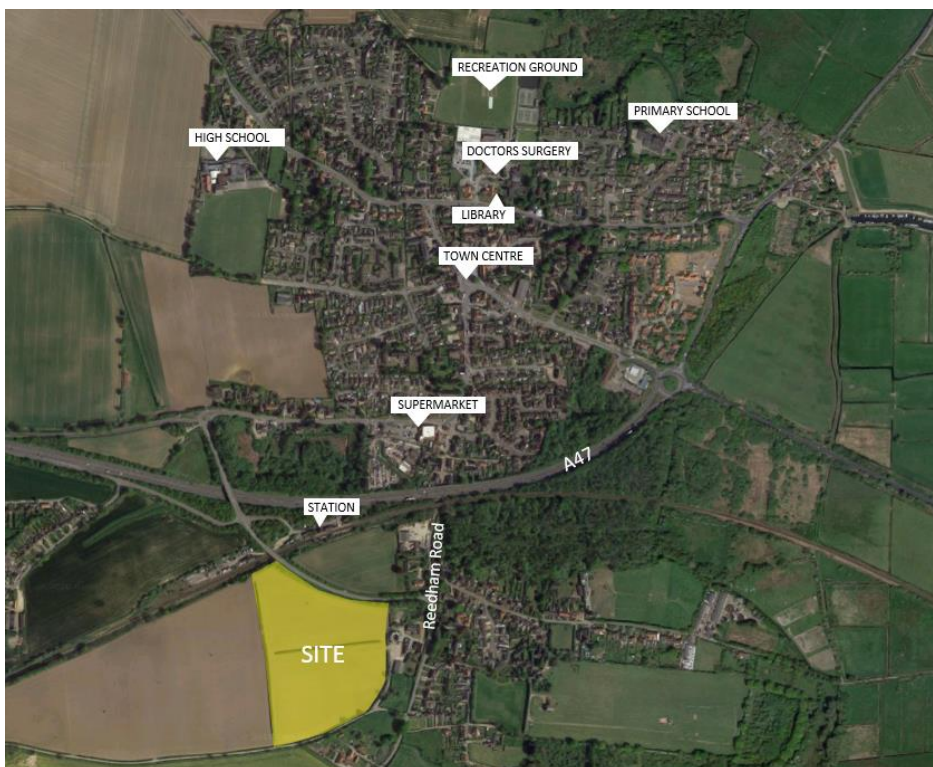 RECREATION GROUND
PRIMARY SCHOOL
HIGH SCHOOL
DOCTORS SURGERY
LIBRARY
TOWN CENTRE
SUPERMARKET
A47
STATION
Reedham Road
SITE